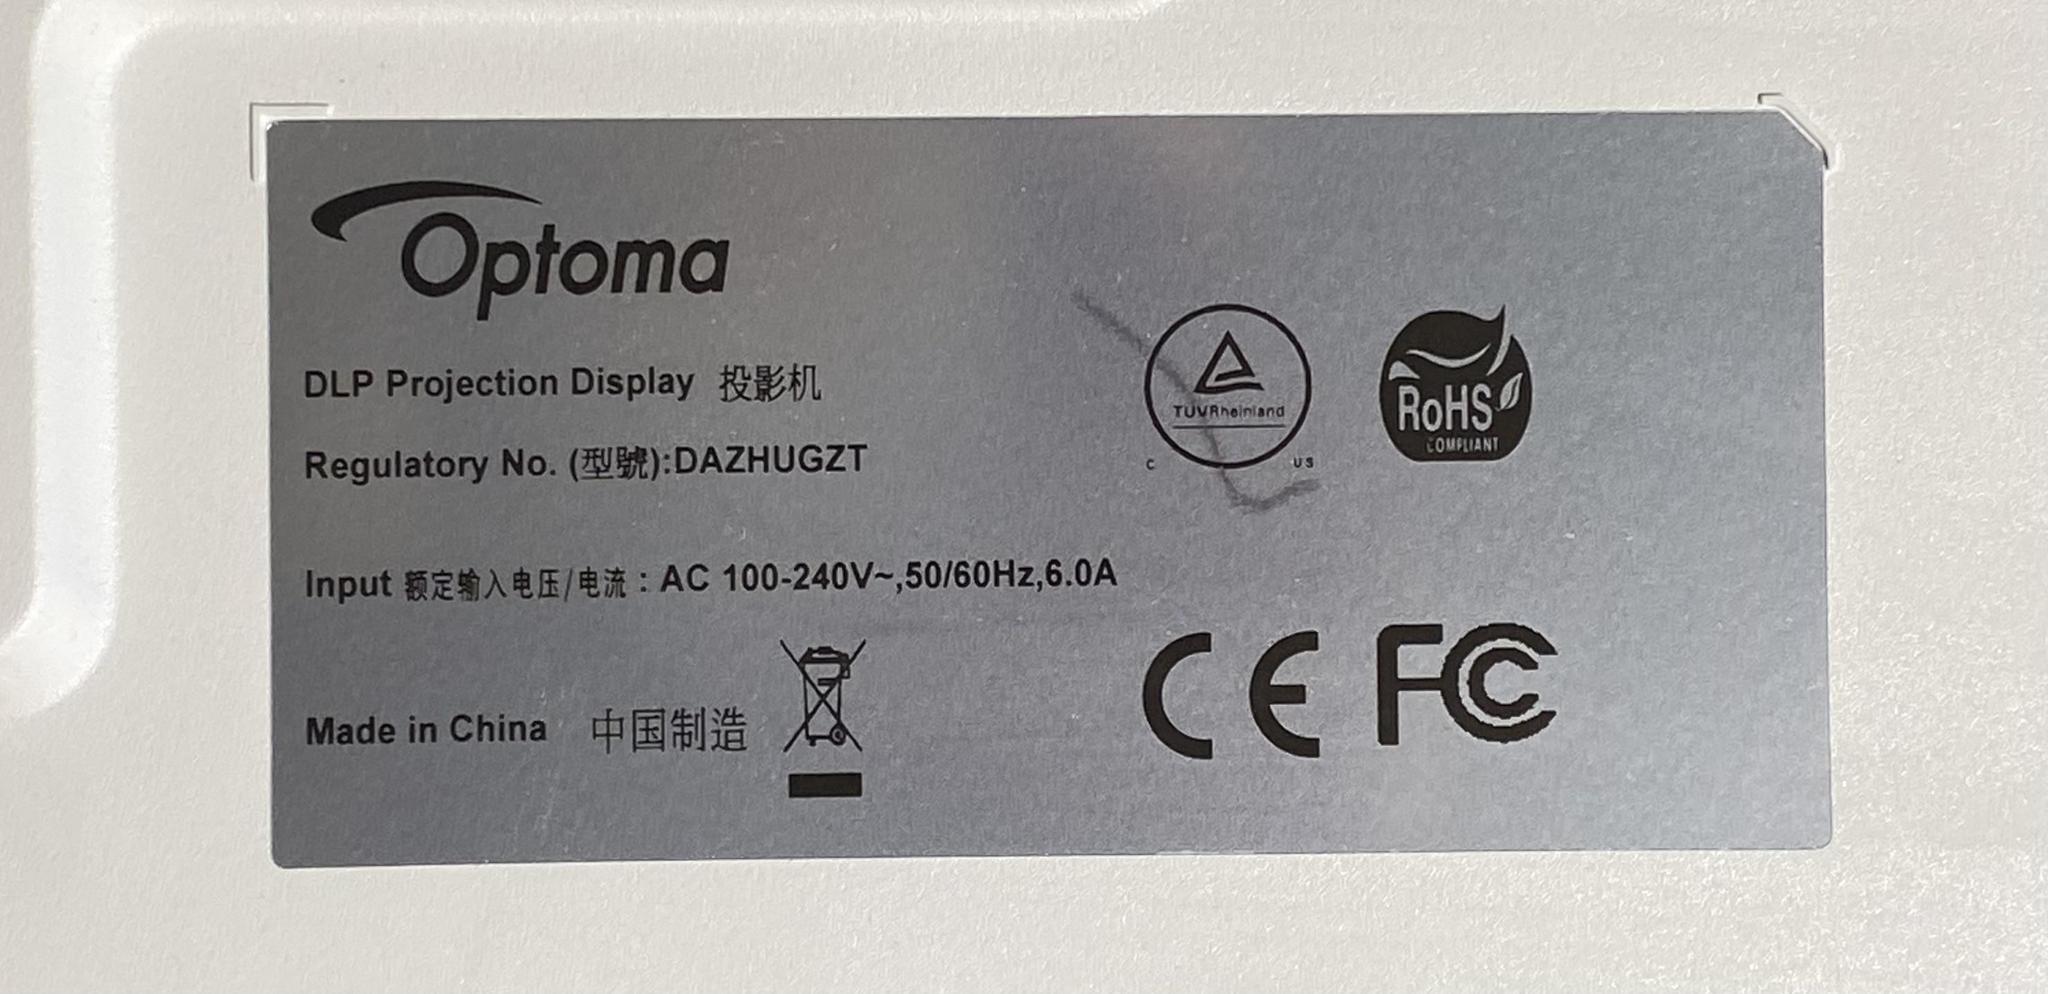 Optoma
DLP Projection Display 投影机
Regulatory No. (型號):DAZHUGZT
TUVRheinland
C US
RoHS
COMPLIANT
Input 额定输入电压/电流：AC 100-240V~,50/60Hz,6.0A
Made in China 中国制造
CE FC